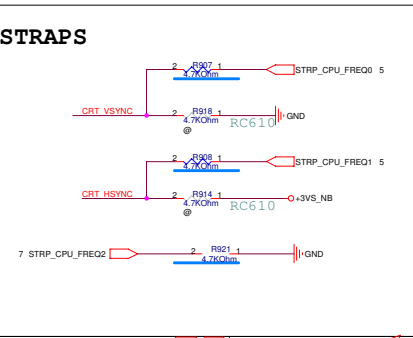 STRAPS
2 R907 1
4.7KOhm
STRP_CPU_FREQ0 5
CRT_VSYNC
2 R918 1
4.7KOhm
@
RC610
GND
2 R908 1
4.7KOhm
STRP_CPU_FREQ1 5
CRT_HSYNC
2 R914 1
4.7KOhm
@
RC610
+3VS_NB
7 STRP_CPU_FREQ2
2 R921 1
4.7KOhm
GND